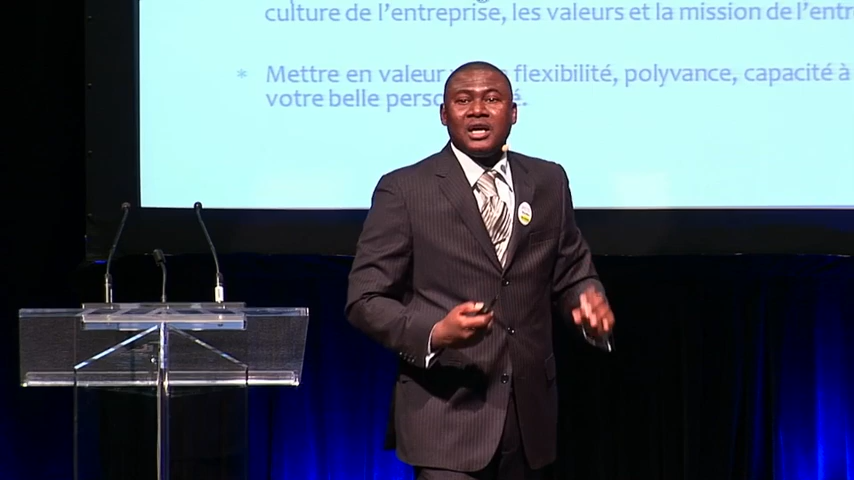 culture de l'entreprise, les valeurs et la mission de l'entr
* Mettre en valeur flexibilité, polyvance, capacité à
votre belle perso é.